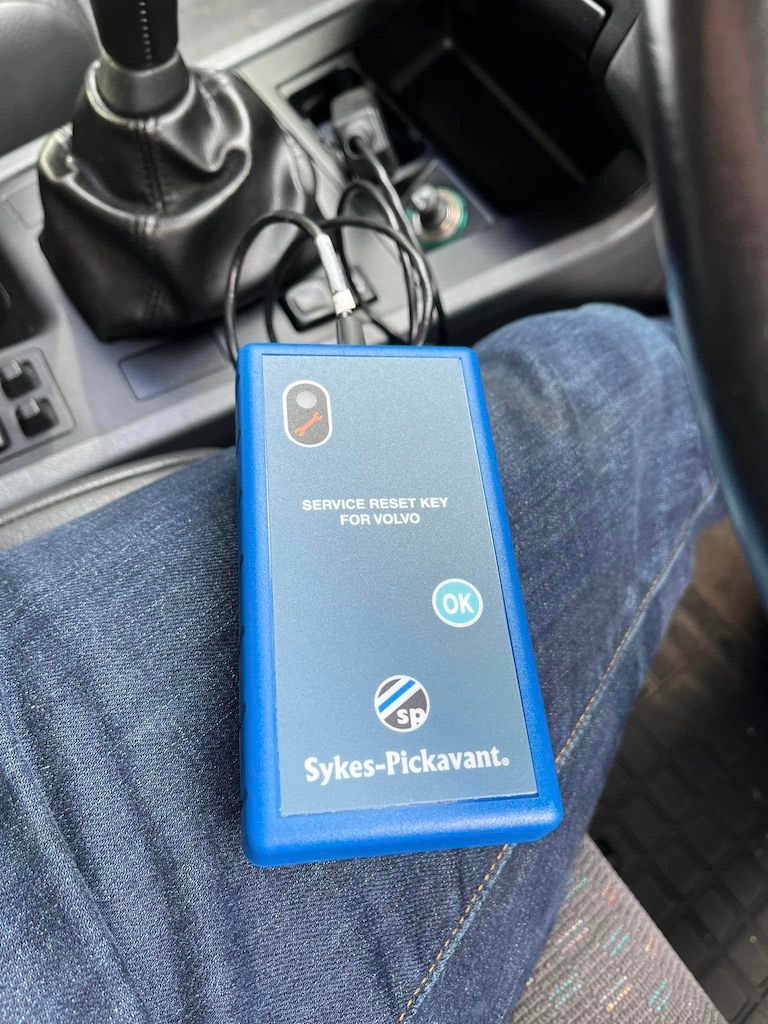 SERVICE RESET KEY
FOR VOLVO
OK
sp
Sykes-Pickavant®